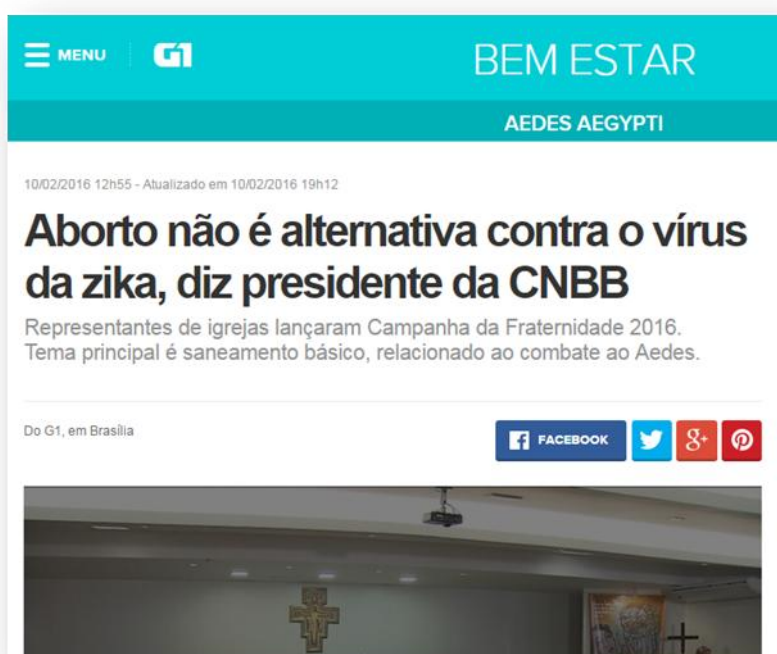 MENU G1 BEM ESTAR
AEDES AEGYPTI
10/02/2016 12h55 - Atualizado em 10/02/2016 19h12
Aborto não é alternativa contra o vírus
da zika, diz presidente da CNBB
Representantes de igrejas lançaram Campanha da Fraternidade 2016.
Tema principal é saneamento básico, relacionado ao combate ao Aedes.
Do G1, em Brasília
FACEBOOK